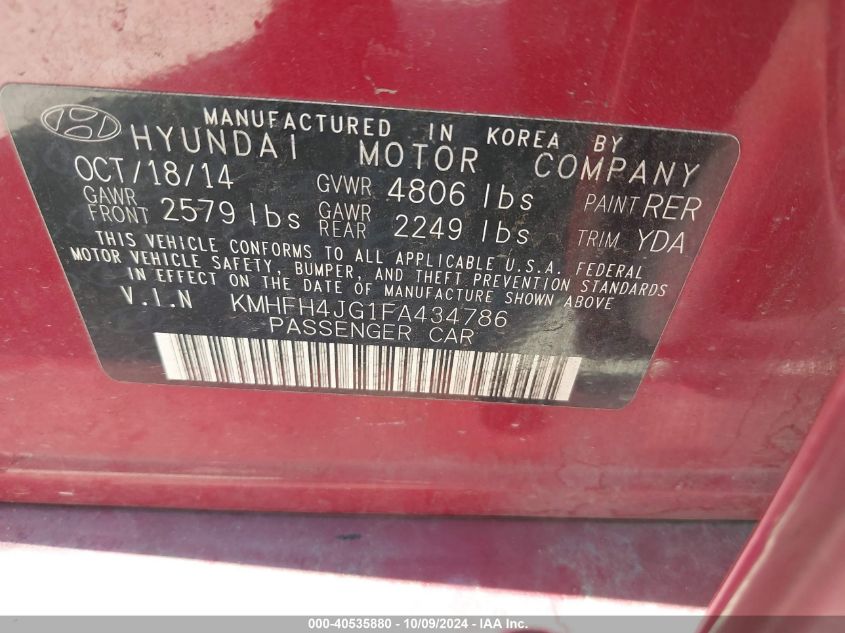 MANUFACTURED IN KOREA BY
HYUNDAI MOTOR COMPANY
OCT/18/14 GVWR 4806 lbs PAINT RER
GAWR FRONT 2579 lbs GAWR REAR 2249 lbs TRIM YDA
THIS VEHICLE CONFORMS TO ALL APPLICABLE U.S.A. FEDERAL
MOTOR VEHICLE SAFETY, BUMPER, AND THEFT PREVENTION STANDARDS
IN EFFECT ON THE DATE OF MANUFACTURE SHOWN ABOVE.
V.I.N KMHFH4JG1FA434786
PASSENGER CAR
000-40535880 - 10/09/2024 - IAA Inc.